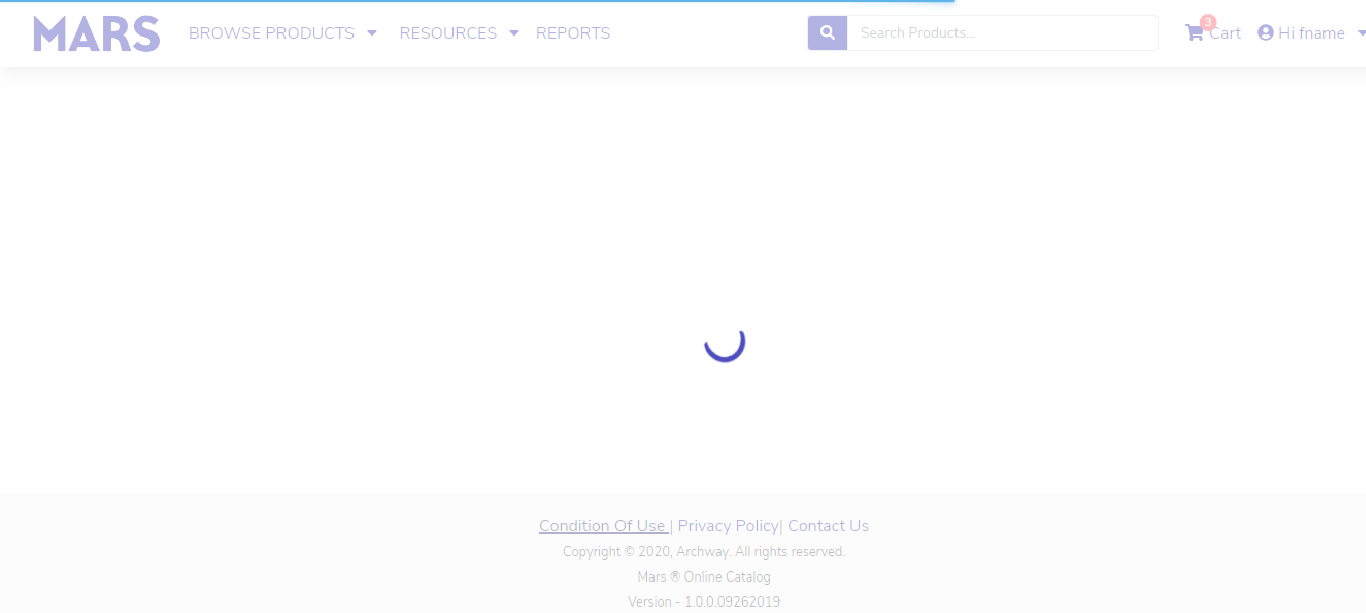 MARS BROWSE PRODUCTS RESOURCES REPORTS Search Products... 3 Cart Hi fname
Condition Of Use | Privacy Policy | Contact Us
Copyright © 2020, Archway. All rights reserved.
Mars ® Online Catalog
Version - 1.0.0.09262019